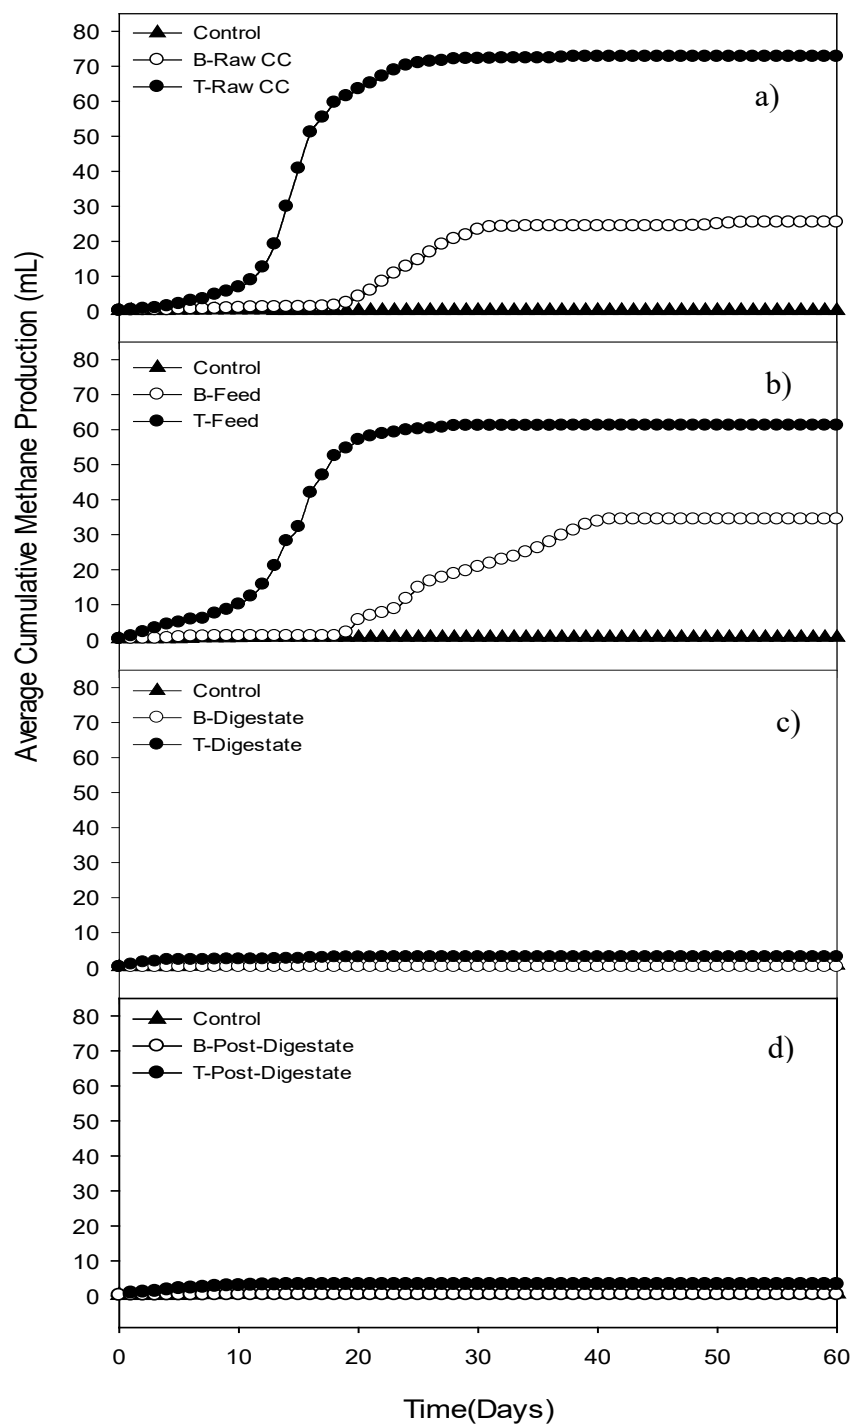 Average Cumulative Methane Production (mL)
80
70
60
50
40
30
20
10
0
Control
B-Raw CC
T-Raw CC
a)
80
70
60
50
40
30
20
10
0
Control
B-Feed
T-Feed
b)
80
70
60
50
40
30
20
10
0
Control
B-Digestate
T-Digestate
c)
80
70
60
50
40
30
20
10
0
Control
B-Post-Digestate
T-Post-Digestate
d)
0 10 20 30 40 50 60
Time(Days)